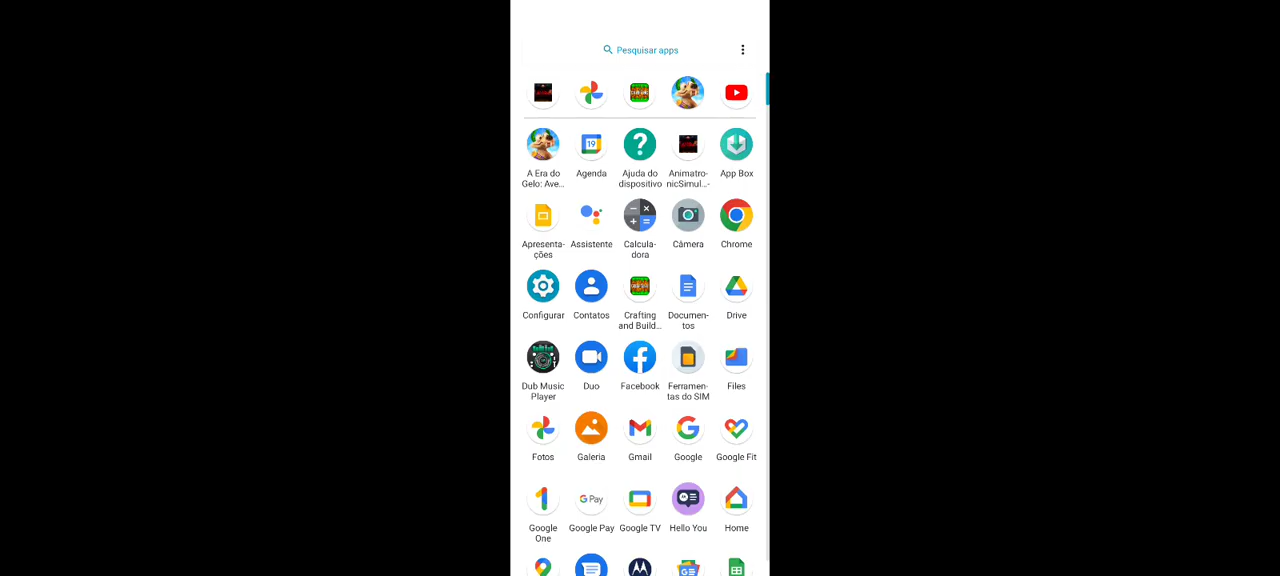 Pesquisar apps
A Era do
Gelo: Ave...
Agenda
19
Ajuda do
dispositivo
Animatro-
nicSimul...-
App Box
Apresenta-
ções
Assistente
Calcula-
dora
Câmera
Chrome
Configurar
Contatos
Crafting
and Build...
Documen-
tos
Drive
Dub Music
Player
Duo
Facebook
Ferramen-
tas do SIM
Files
Fotos
Galeria
Gmail
Google
Google Fit
G Pay
Google
One
Google Pay
Google TV
Hello You
Home